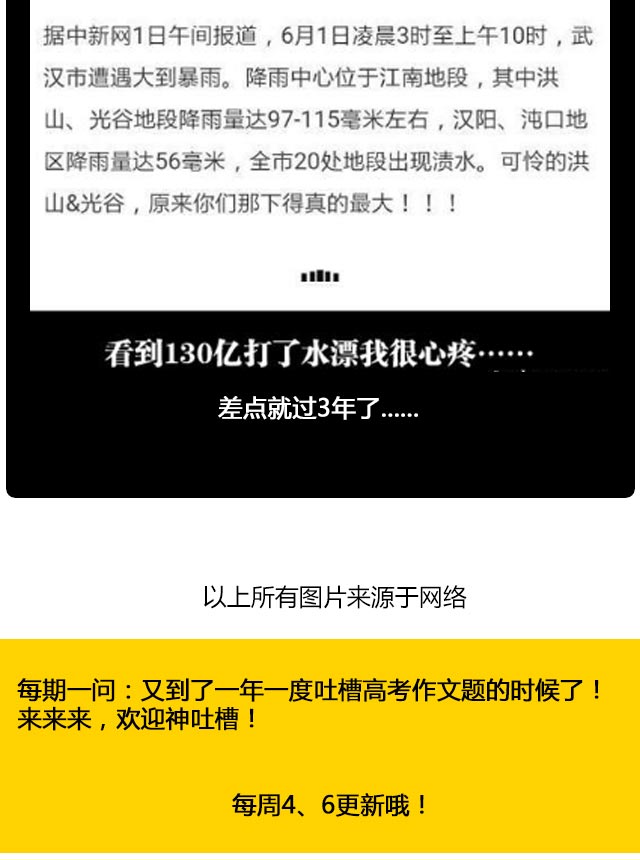 据中新网1日午间报道，6月1日凌晨3时至上午10时，武
汉市遭遇大到暴雨。降雨中心位于江南地段，其中洪
山、光谷地段降雨量达97-115毫米左右，汉阳、沌口地
区降雨量达56毫米，全市20处地段出现渍水。可怜的洪
山&光谷，原来你们那下得真的最大！！！
看到130亿打了水漂我很心疼……
差点就过3年了......
以上所有图片来源于网络
每期一问：又到了一年一度吐槽高考作文题的时候了！
来来来，欢迎神吐槽！
每周4、6更新哦！